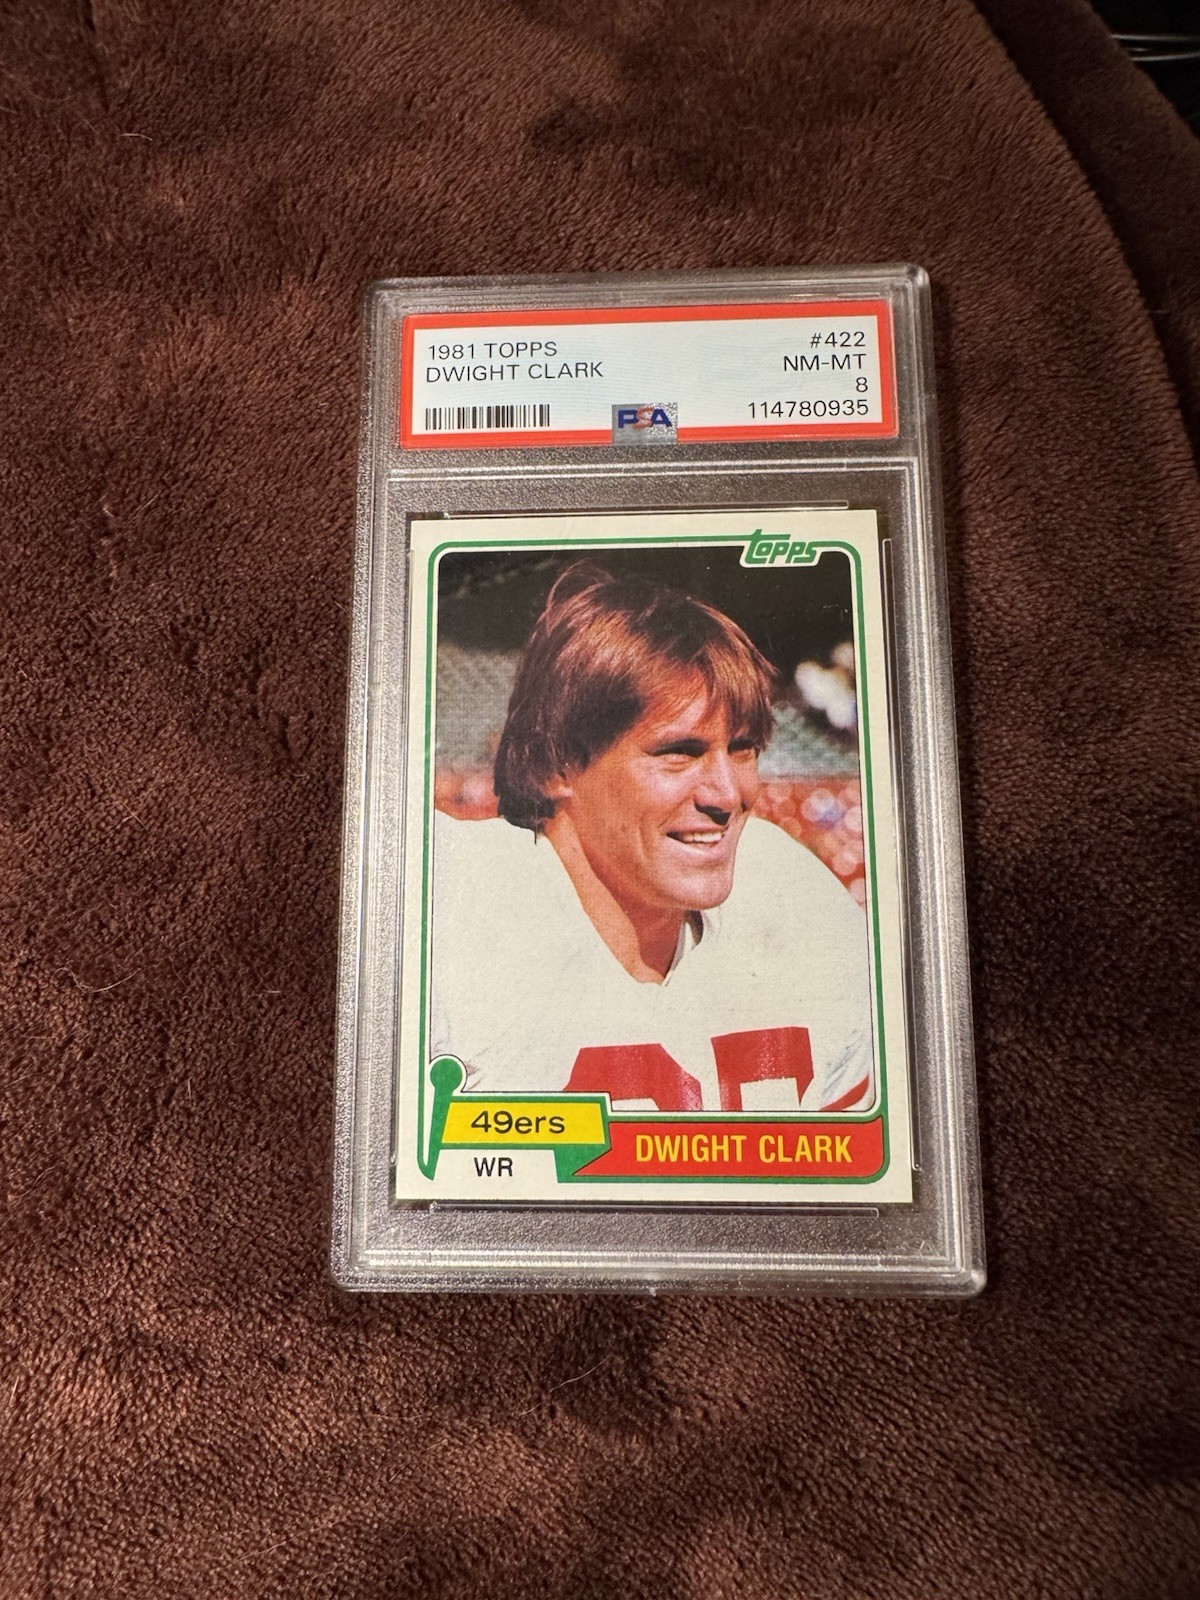 1981 TOPPS
DWIGHT CLARK
#422
NM-MT
8
114780935
PSA
topps
49ers
WR
DWIGHT CLARK